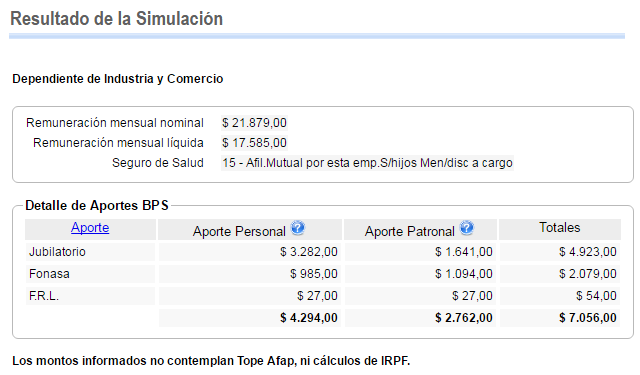 Resultado de la Simulación
Dependiente de Industria y Comercio
Remuneración mensual nominal $ 21.879,00
Remuneración mensual líquida $ 17.585,00
Seguro de Salud 15 - Afil.Mutual por esta emp.S/hijos Men/disc a cargo
Detalle de Aportes BPS
Aporte Aporte Personal ? Aporte Patronal ? Totales
Jubilatorio $ 3.282,00 $ 1.641,00 $ 4.923,00
Fonasa $ 985,00 $ 1.094,00 $ 2.079,00
F.R.L. $ 27,00 $ 27,00 $ 54,00
$ 4.294,00 $ 2.762,00 $ 7.056,00
Los montos informados no contemplan Tope Afap, ni cálculos de IRPF.